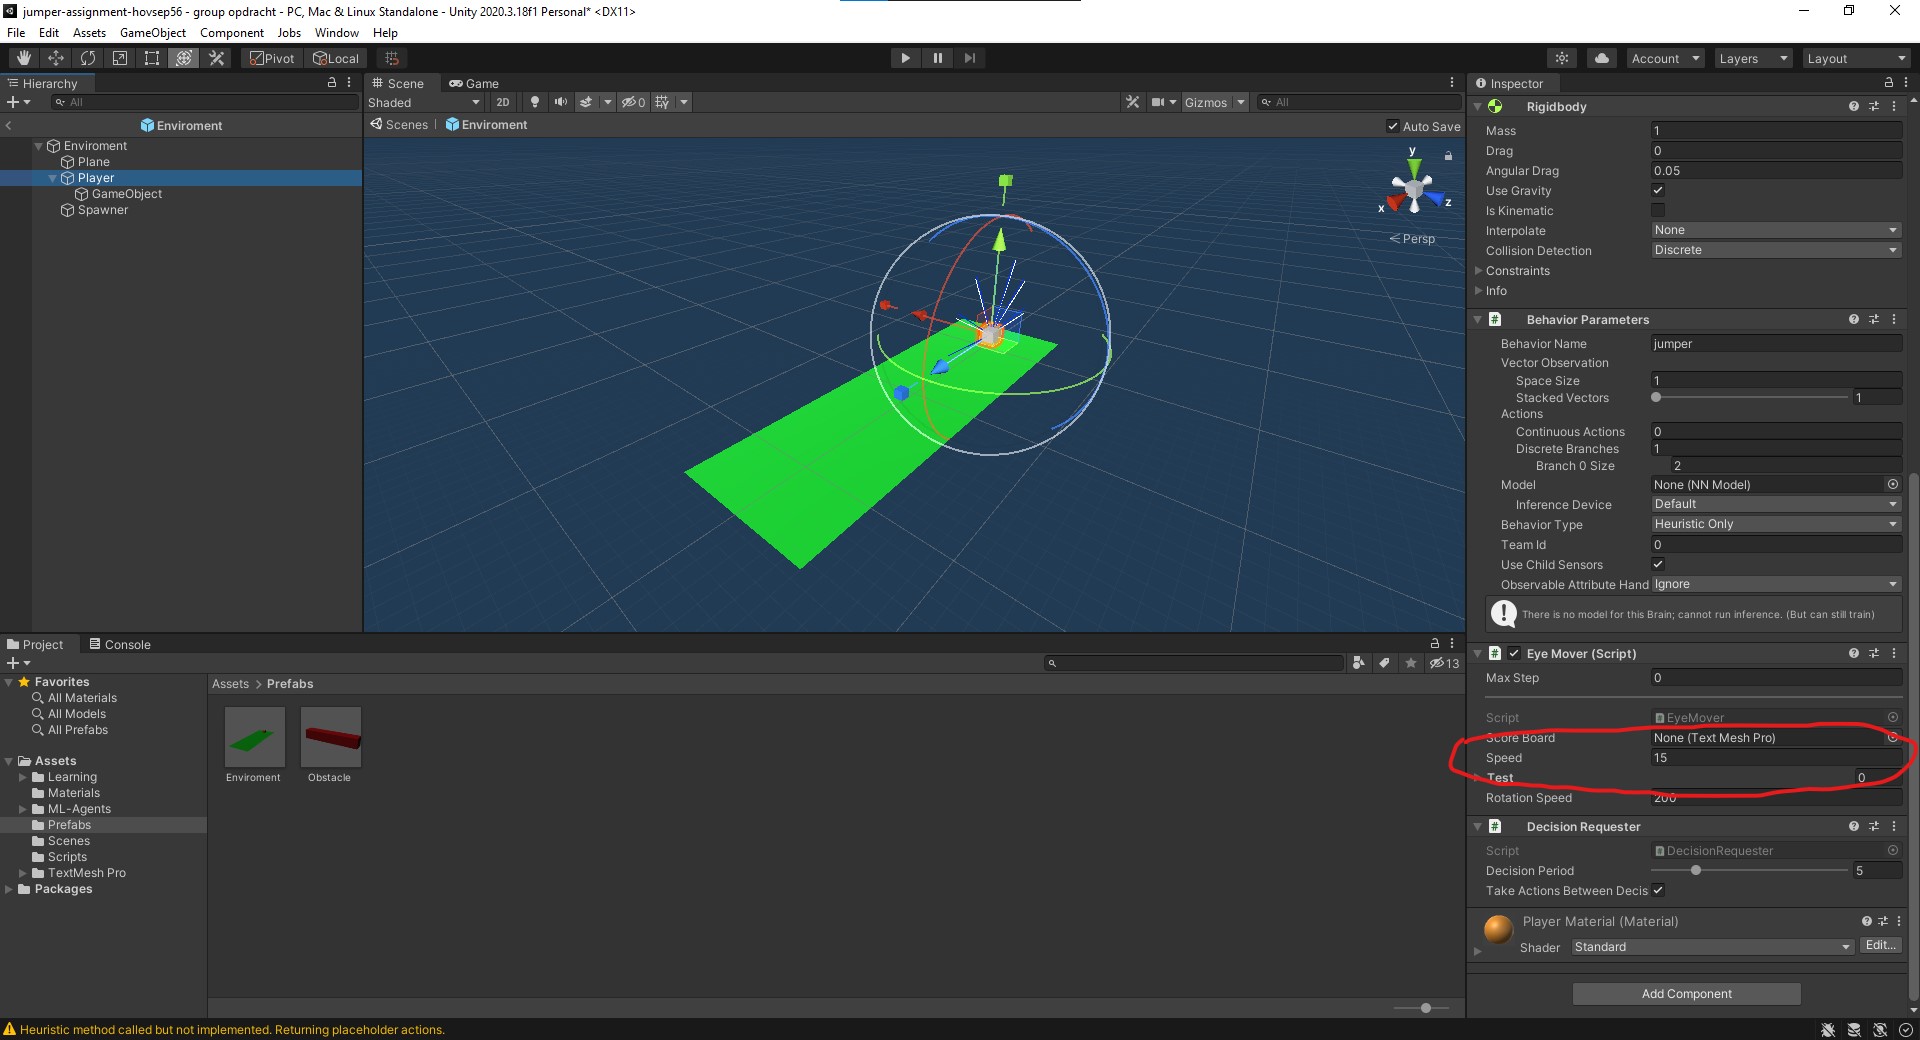 jumper-assignment-hovsep56 - group opdracht - PC, Mac & Linux Standalone - Unity 2020.3.18f1 Personal* <DX11>
File Edit Assets GameObject Component Jobs Window Help
Pivot Local Account Layers Layout
Hierarchy
All
Enviroment
Enviroment
Plane
Player
GameObject
Spawner
Scene Game
Shaded 2D 0 Gizmos All
Scenes Enviroment Auto Save
y
x
z
Persp
Inspector
Rigidbody
Mass 1
Drag 0
Angular Drag 0.05
Use Gravity
Is Kinematic
Interpolate None
Collision Detection Discrete
Constraints
Info
Behavior Parameters
Behavior Name jumper
Vector Observation
Space Size 1
Stacked Vectors 1
Actions
Continuous Actions 0
Discrete Branches 1
Branch 0 Size 2
Model None (NN Model)
Inference Device Default
Behavior Type Heuristic Only
Team Id 0
Use Child Sensors
Observable Attribute Hand Ignore
There is no model for this Brain; cannot run inference. (But can still train)
Eye Mover (Script)
Max Step 0
Script EyeMover
Score Board None (Text Mesh Pro)
Speed 15
Test 0
Rotation Speed 200
Decision Requester
Script DecisionRequester
Decision Period 5
Take Actions Between Decis
Player Material (Material)
Shader Standard Edit...
Add Component
Project Console
13
Favorites
All Materials
All Models
All Prefabs
Assets
Learning
Materials
ML-Agents
Prefabs
Scenes
Scripts
TextMesh Pro
Packages
Assets > Prefabs
Enviroment Obstacle
Heuristic method called but not implemented. Returning placeholder actions.